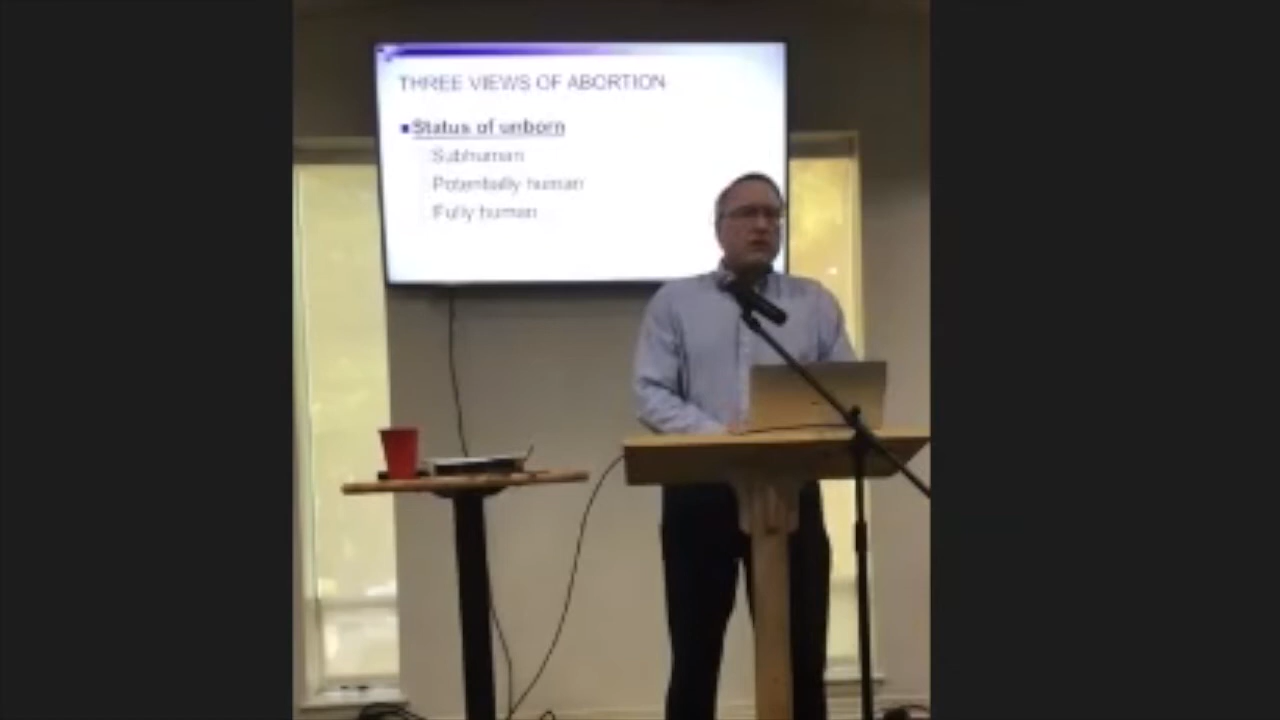 THREE VIEWS OF ABORTION
Status of unborn
Subhuman
Potentially human
Fully human